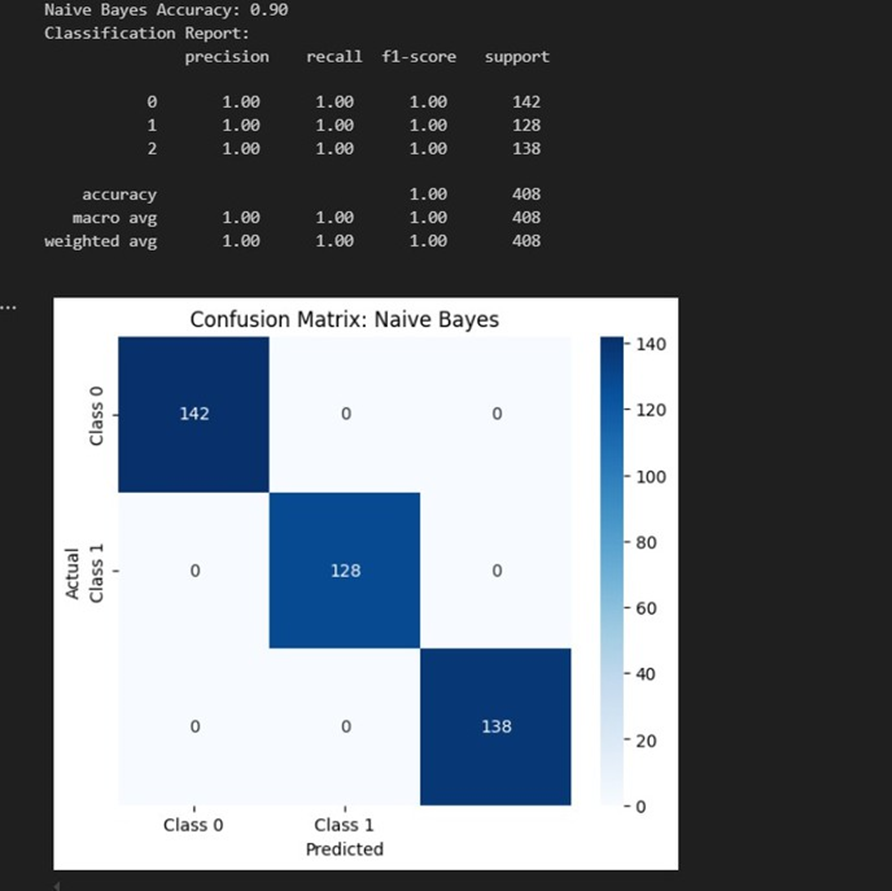 Naive Bayes Accuracy: 0.90
Classification Report:
precision recall f1-score support
0 1.00 1.00 1.00 142
1 1.00 1.00 1.00 128
2 1.00 1.00 1.00 138
accuracy 1.00 408
macro avg 1.00 1.00 1.00 408
weighted avg 1.00 1.00 1.00 408
...
Confusion Matrix: Naive Bayes
Class 0
142 0 0
Actual
Class 1
0 128 0
0 0 138
Class 0 Class 1
Predicted
140
120
100
80
60
40
20
0